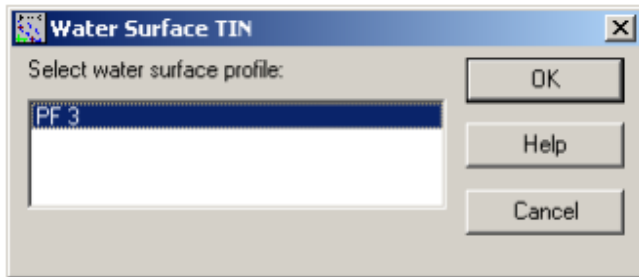 Water Surface TIN
Select water surface profile:
PF 3
OK
Help
Cancel